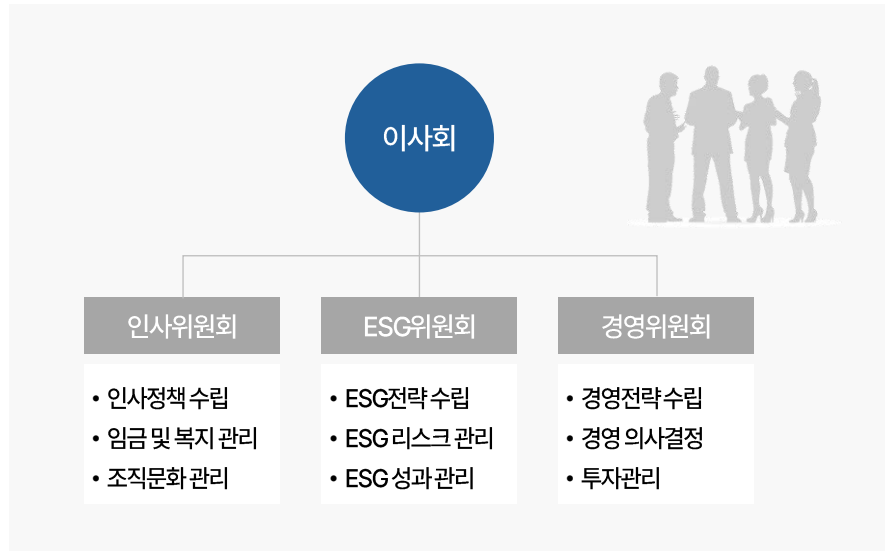 이사회
인사위원회
• 인사정책 수립
• 임금 및 복지 관리
• 조직문화 관리
ESG위원회
• ESG전략 수립
• ESG 리스크 관리
• ESG 성과 관리
경영위원회
• 경영전략 수립
• 경영 의사결정
• 투자관리